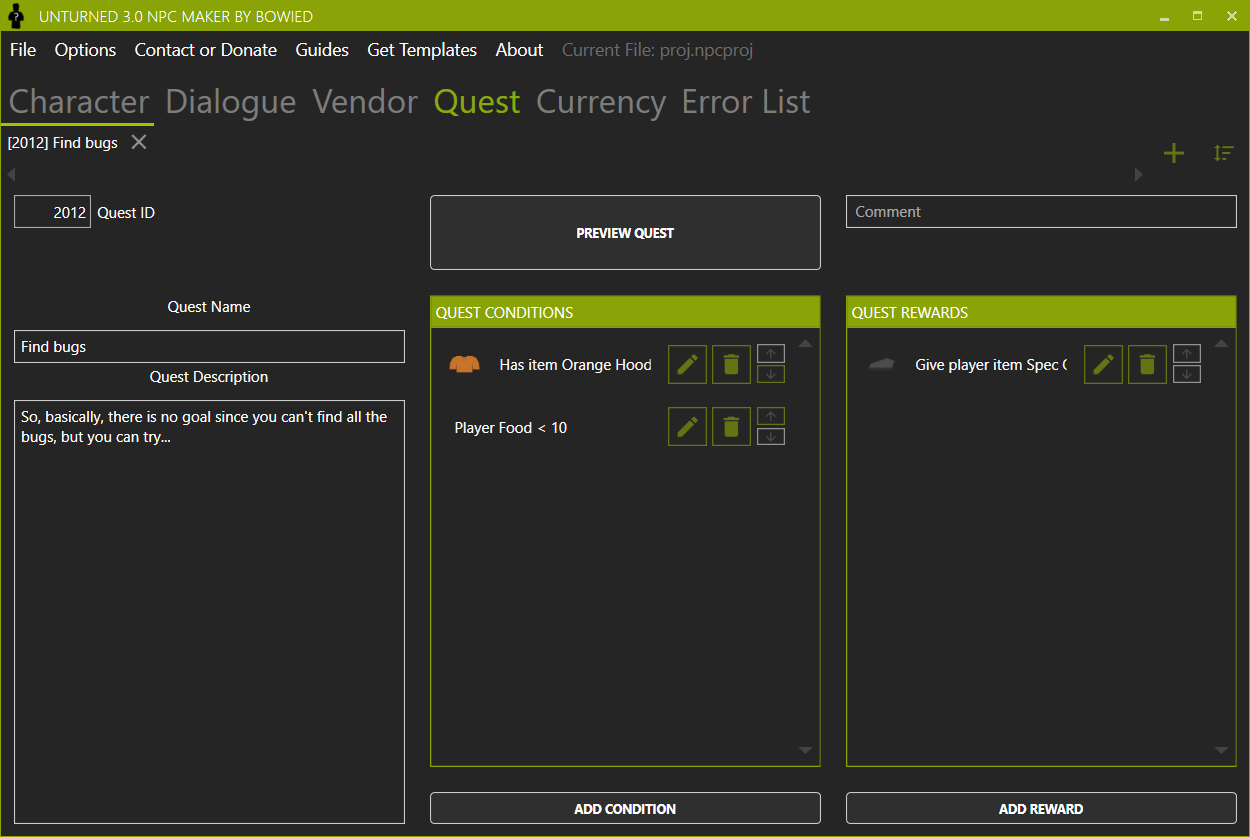 UNTURNED 3.0 NPC MAKER BY BOWIED
File Options Contact or Donate Guides Get Templates About Current File: proj.npcproj
Character Dialogue Vendor Quest Currency Error List
[2012] Find bugs
2012 Quest ID
PREVIEW QUEST
Comment
Quest Name
Find bugs
Quest Description
So, basically, there is no goal since you can't find all the
bugs, but you can try...
QUEST CONDITIONS
Has item Orange Hood
Player Food < 10
ADD CONDITION
QUEST REWARDS
Give player item Spec
ADD REWARD